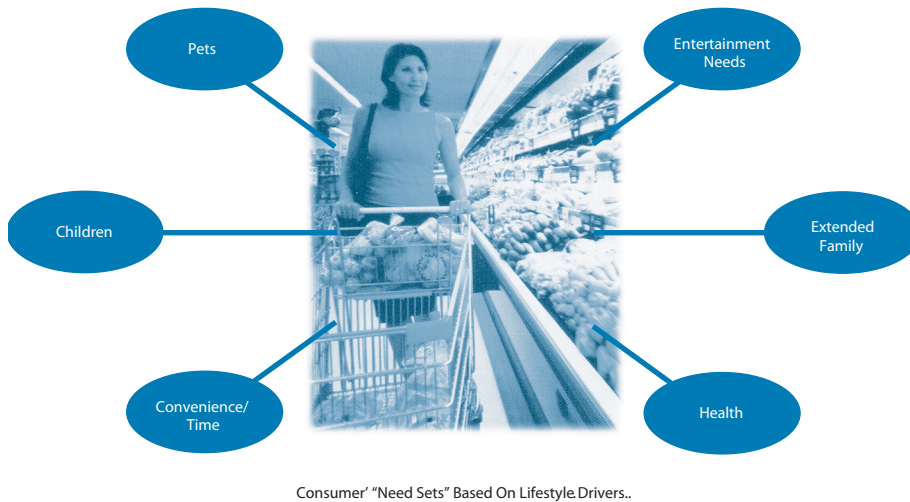 Pets
Entertainment
Needs
Children
Extended
Family
Convenience/
Time
Health
Consumer’ “Need Sets” Based On Lifestyle Drivers..